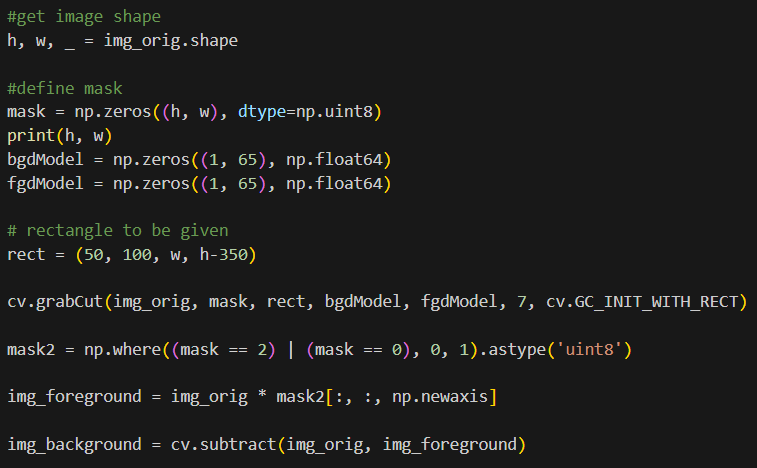 #get image shape
h, w, _ = img_orig.shape
#define mask
mask = np.zeros((h, w), dtype=np.uint8)
print(h, w)
bgdModel = np.zeros((1, 65), np.float64)
fgdModel = np.zeros((1, 65), np.float64)
# rectangle to be given
rect = (50, 100, w, h-350)
cv.grabCut(img_orig, mask, rect, bgdModel, fgdModel, 7, cv.GC_INIT_WITH_RECT)
mask2 = np.where((mask == 2) | (mask == 0), 0, 1).astype('uint8')
img_foreground = img_orig * mask2[:, :, np.newaxis]
img_background = cv.subtract(img_orig, img_foreground)